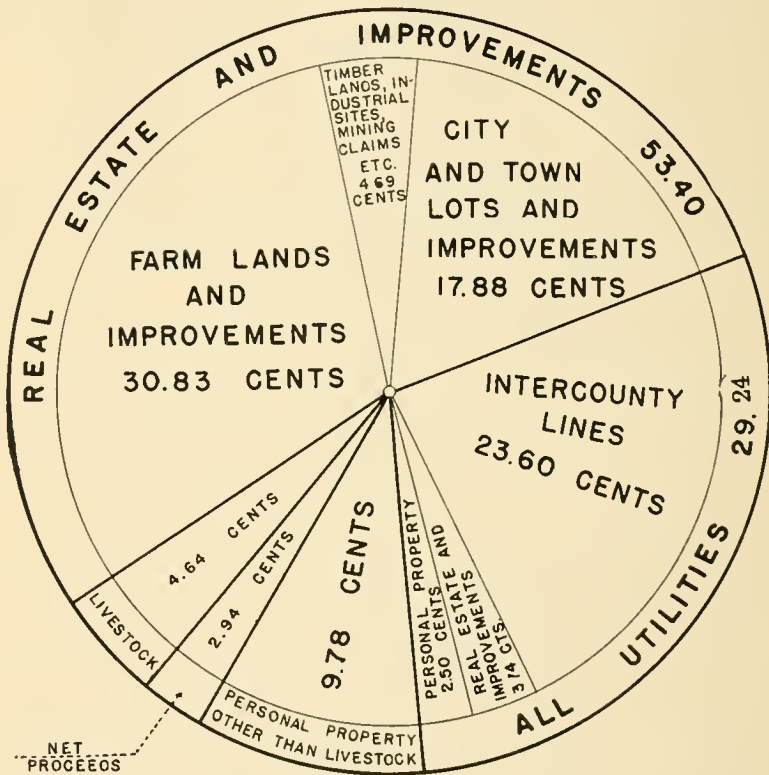 REAL ESTATE AND IMPROVEMENTS 53.40
TIMBER
LANDS, IN-
DUSTRIAL
SITES,
MINING
CLAIMS
ETC.
4.69
CENTS
CITY
AND TOWN
LOTS AND
IMPROVEMENTS
17.88 CENTS
FARM LANDS
AND
IMPROVEMENTS
30.83 CENTS
INTERCOUNTY
LINES
23.60 CENTS
ALL UTILITIES 29.24
REAL ESTATE AND
IMPROVEMENTS
3.14 CTS.
PERSONAL PROPERTY
2.50 CENTS
9.78 CENTS
PERSONAL PROPERTY
OTHER THAN LIVESTOCK
2.94 CENTS
NET
PROCEEDS
4.64 CENTS
LIVESTOCK